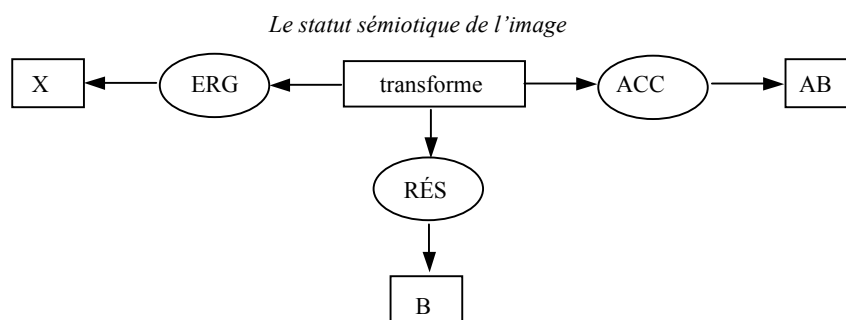 Le statut sémiotique de l’image
X ERG transforme ACC AB
RÉS
B